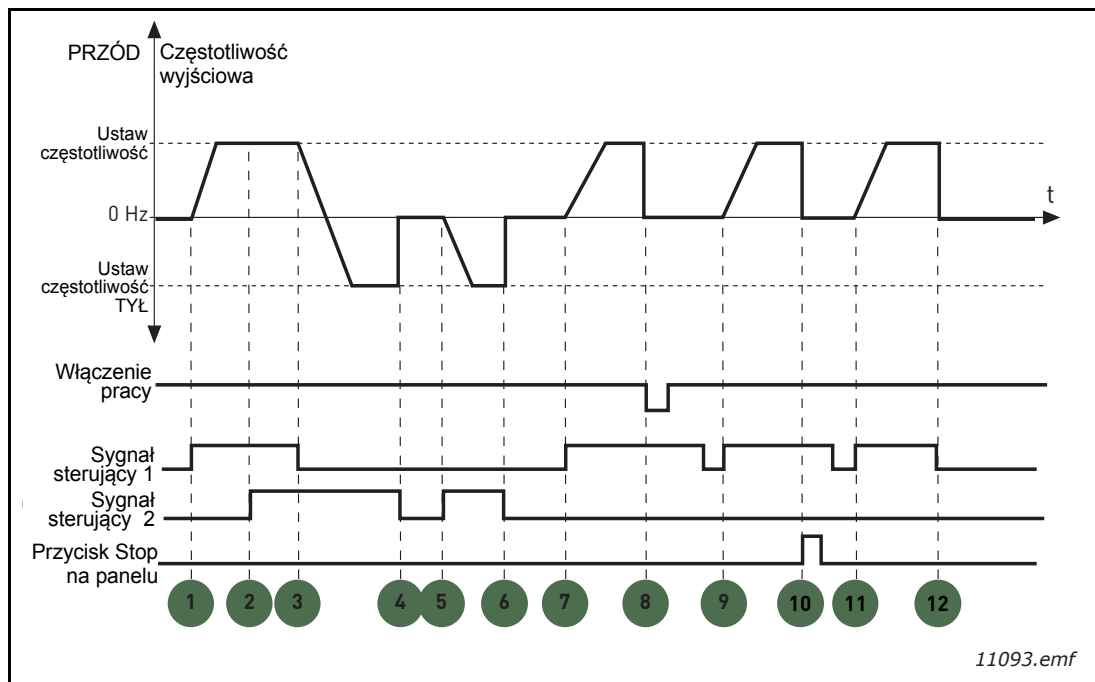 PRZÓD
Częstotliwość
wyjściowa
Ustaw
częstotliwość
0 Hz
t
Ustaw
częstotliwość
TYŁ
Włączenie
pracy
Sygnał
sterujący 1
Sygnał
sterujący 2
Przycisk Stop
na panelu
1 2 3 4 5 6 7 8 9 10 11 12
11093.emf